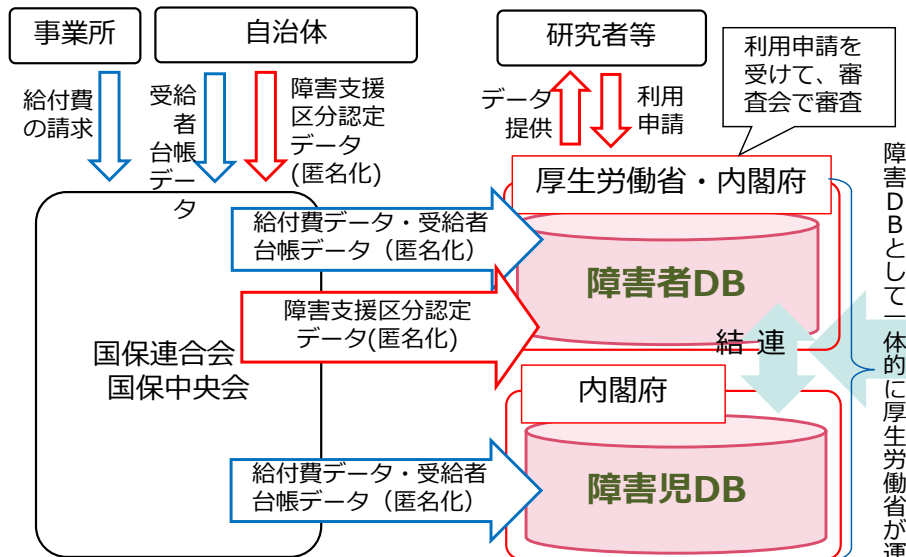 事業所
自治体
研究者等
利用申請を
受けて、審
査会で審査
給付費
の請求
受給
者
台帳
デー
タ
障害支援
区分認定
データ
(匿名化)
データ
提供
利用
申請
厚生労働省・内閣府
給付費データ・受給者
台帳データ（匿名化）
障害者DB
障害支援区分認定
データ(匿名化)
国保連合会
国保中央会
結 連
内閣府
給付費データ・受給者
台帳データ（匿名化）
障害児DB
障害DBとして一体的に厚生労働省が運